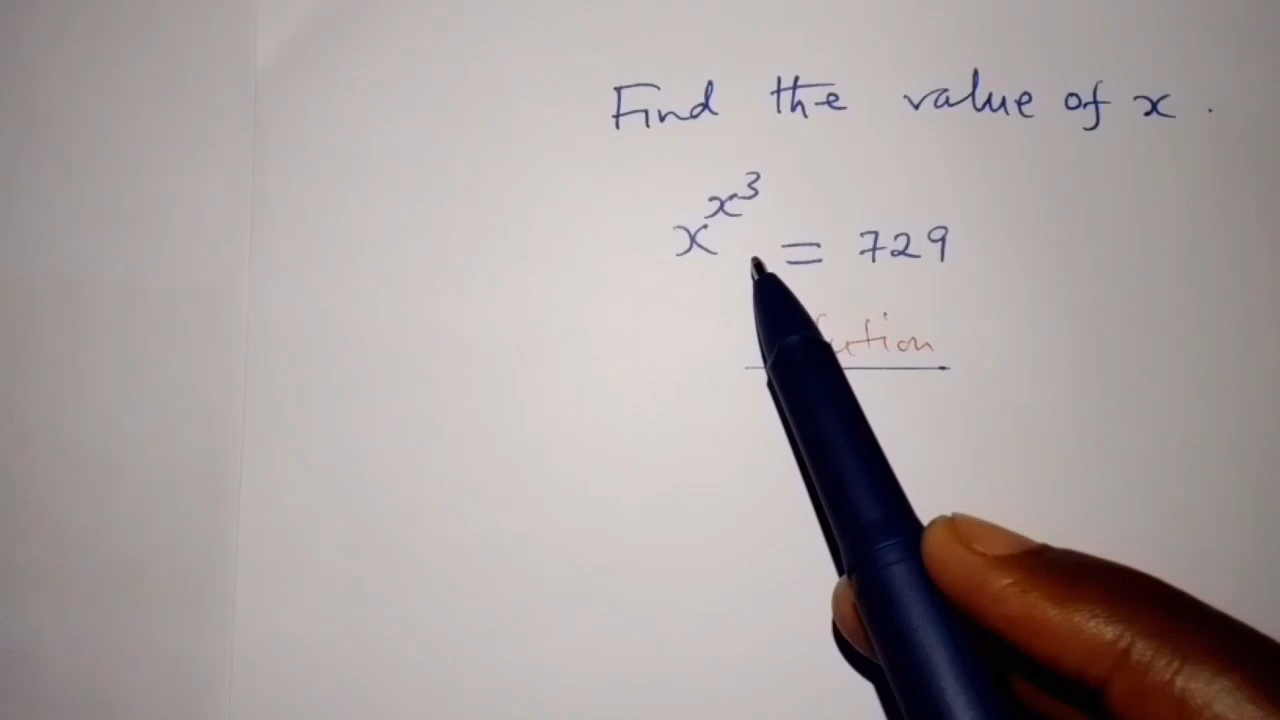 Find the value of x.
x^x^3 = 729